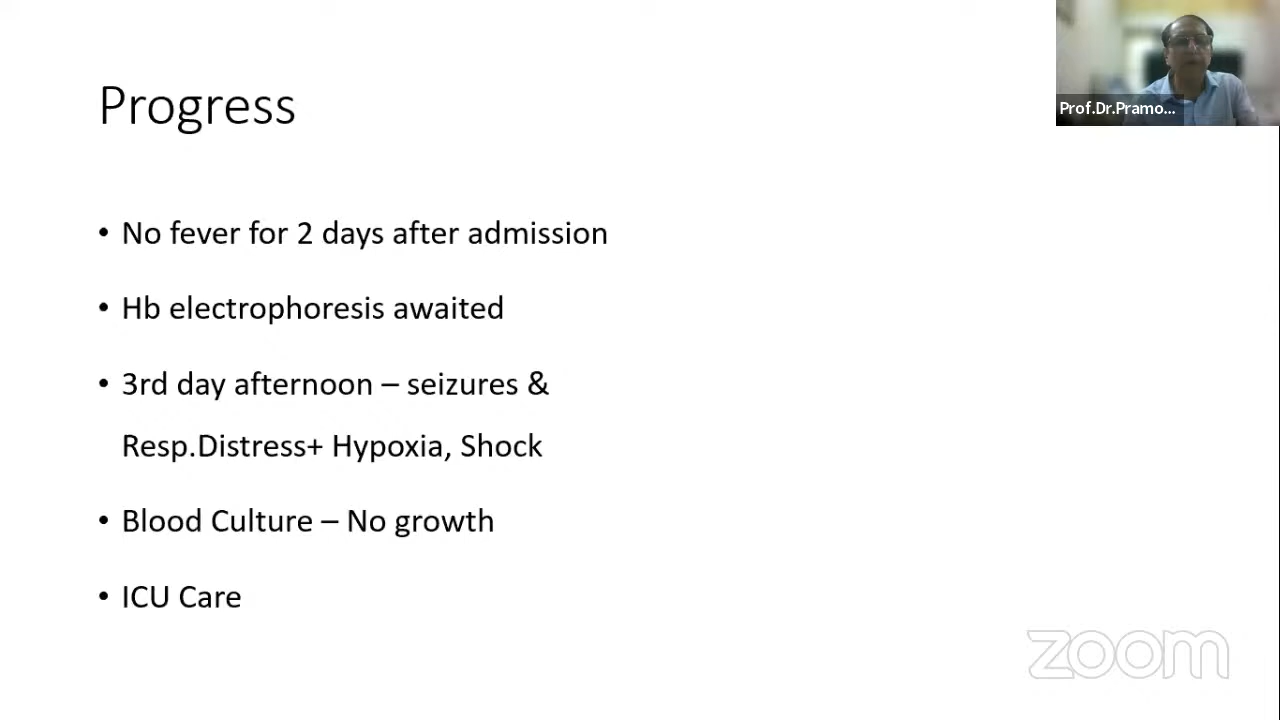 Progress
Prof.Dr.Pramo...
• No fever for 2 days after admission
• Hb electrophoresis awaited
• 3rd day afternoon – seizures &
Resp.Distress+ Hypoxia, Shock
• Blood Culture – No growth
• ICU Care
zoom